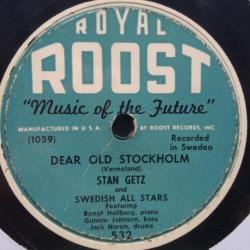 ROYAL
ROOST
"Music of the Future"
MANUFACTURED IN U. S. A. BY ROOST RECORDS, INC
(1059)
Recorded
in Sweden
DEAR OLD STOCKHOLM
(Varmeland)
STAN GETZ
and
SWEDISH ALL STARS
Featuring
Bengt Hallberg, piano
Gunnar Johnson, bass
Jack Noren, drums
532